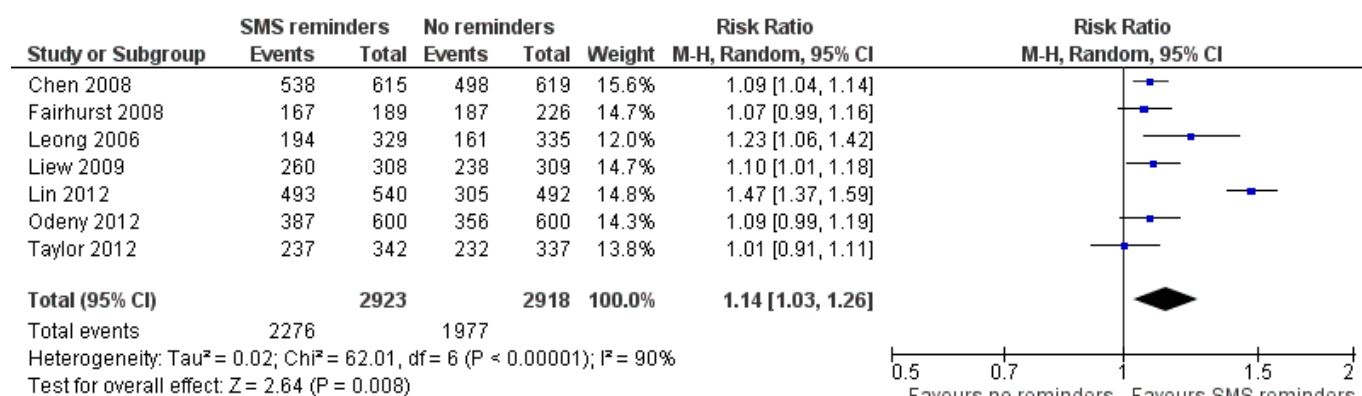 SMS reminders No reminders Risk Ratio Risk Ratio
Study or Subgroup Events Total Events Total Weight M-H, Random, 95% CI M-H, Random, 95% CI
Chen 2008 538 615 498 619 15.6% 1.09 [1.04, 1.14]
Fairhurst 2008 167 189 187 226 14.7% 1.07 [0.99, 1.16]
Leong 2006 194 329 161 335 12.0% 1.23 [1.06, 1.42]
Liew 2009 260 308 238 309 14.7% 1.10 [1.01, 1.18]
Lin 2012 493 540 305 492 14.8% 1.47 [1.37, 1.59]
Odeny 2012 387 600 356 600 14.3% 1.09 [0.99, 1.19]
Taylor 2012 237 342 232 337 13.8% 1.01 [0.91, 1.11]
Total (95% CI) 2923 2918 100.0% 1.14 [1.03, 1.26]
Total events 2276 1977
Heterogeneity: Tau² = 0.02; Chi² = 62.01, df = 6 (P < 0.00001); I² = 90%
Test for overall effect: Z = 2.64 (P = 0.008)
0.5 0.7 1 1.5 2
Favours no reminders Favours SMS reminders